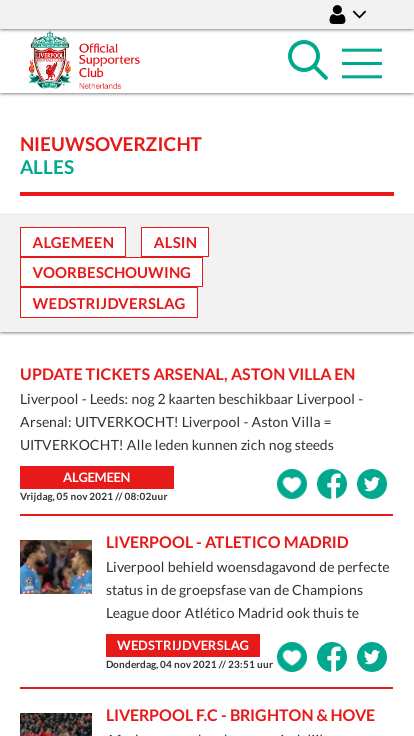 Official
Supporters
Club
Netherlands
NIEUWSOVERZICHT
ALLES
ALGEMEEN
ALSIN
VOORBESCHOUWING
WEDSTRIJDVERSLAG
UPDATE TICKETS ARSENAL, ASTON VILLA EN
Liverpool - Leeds: nog 2 kaarten beschikbaar Liverpool -
Arsenal: UITVERKOCHT! Liverpool - Aston Villa =
UITVERKOCHT! Alle leden kunnen zich nog steeds
ALGEMEEN
Vrijdag, 05 nov 2021 // 08:02uur
LIVERPOOL - ATLETICO MADRID
Liverpool behield woensdagavond de perfecte
status in de groepsfase van de Champions
League door Atlético Madrid ook thuis te
WEDSTRIJDVERSLAG
Donderdag, 04 nov 2021 // 23:51 uur
LIVERPOOL F.C - BRIGHTON & HOVE